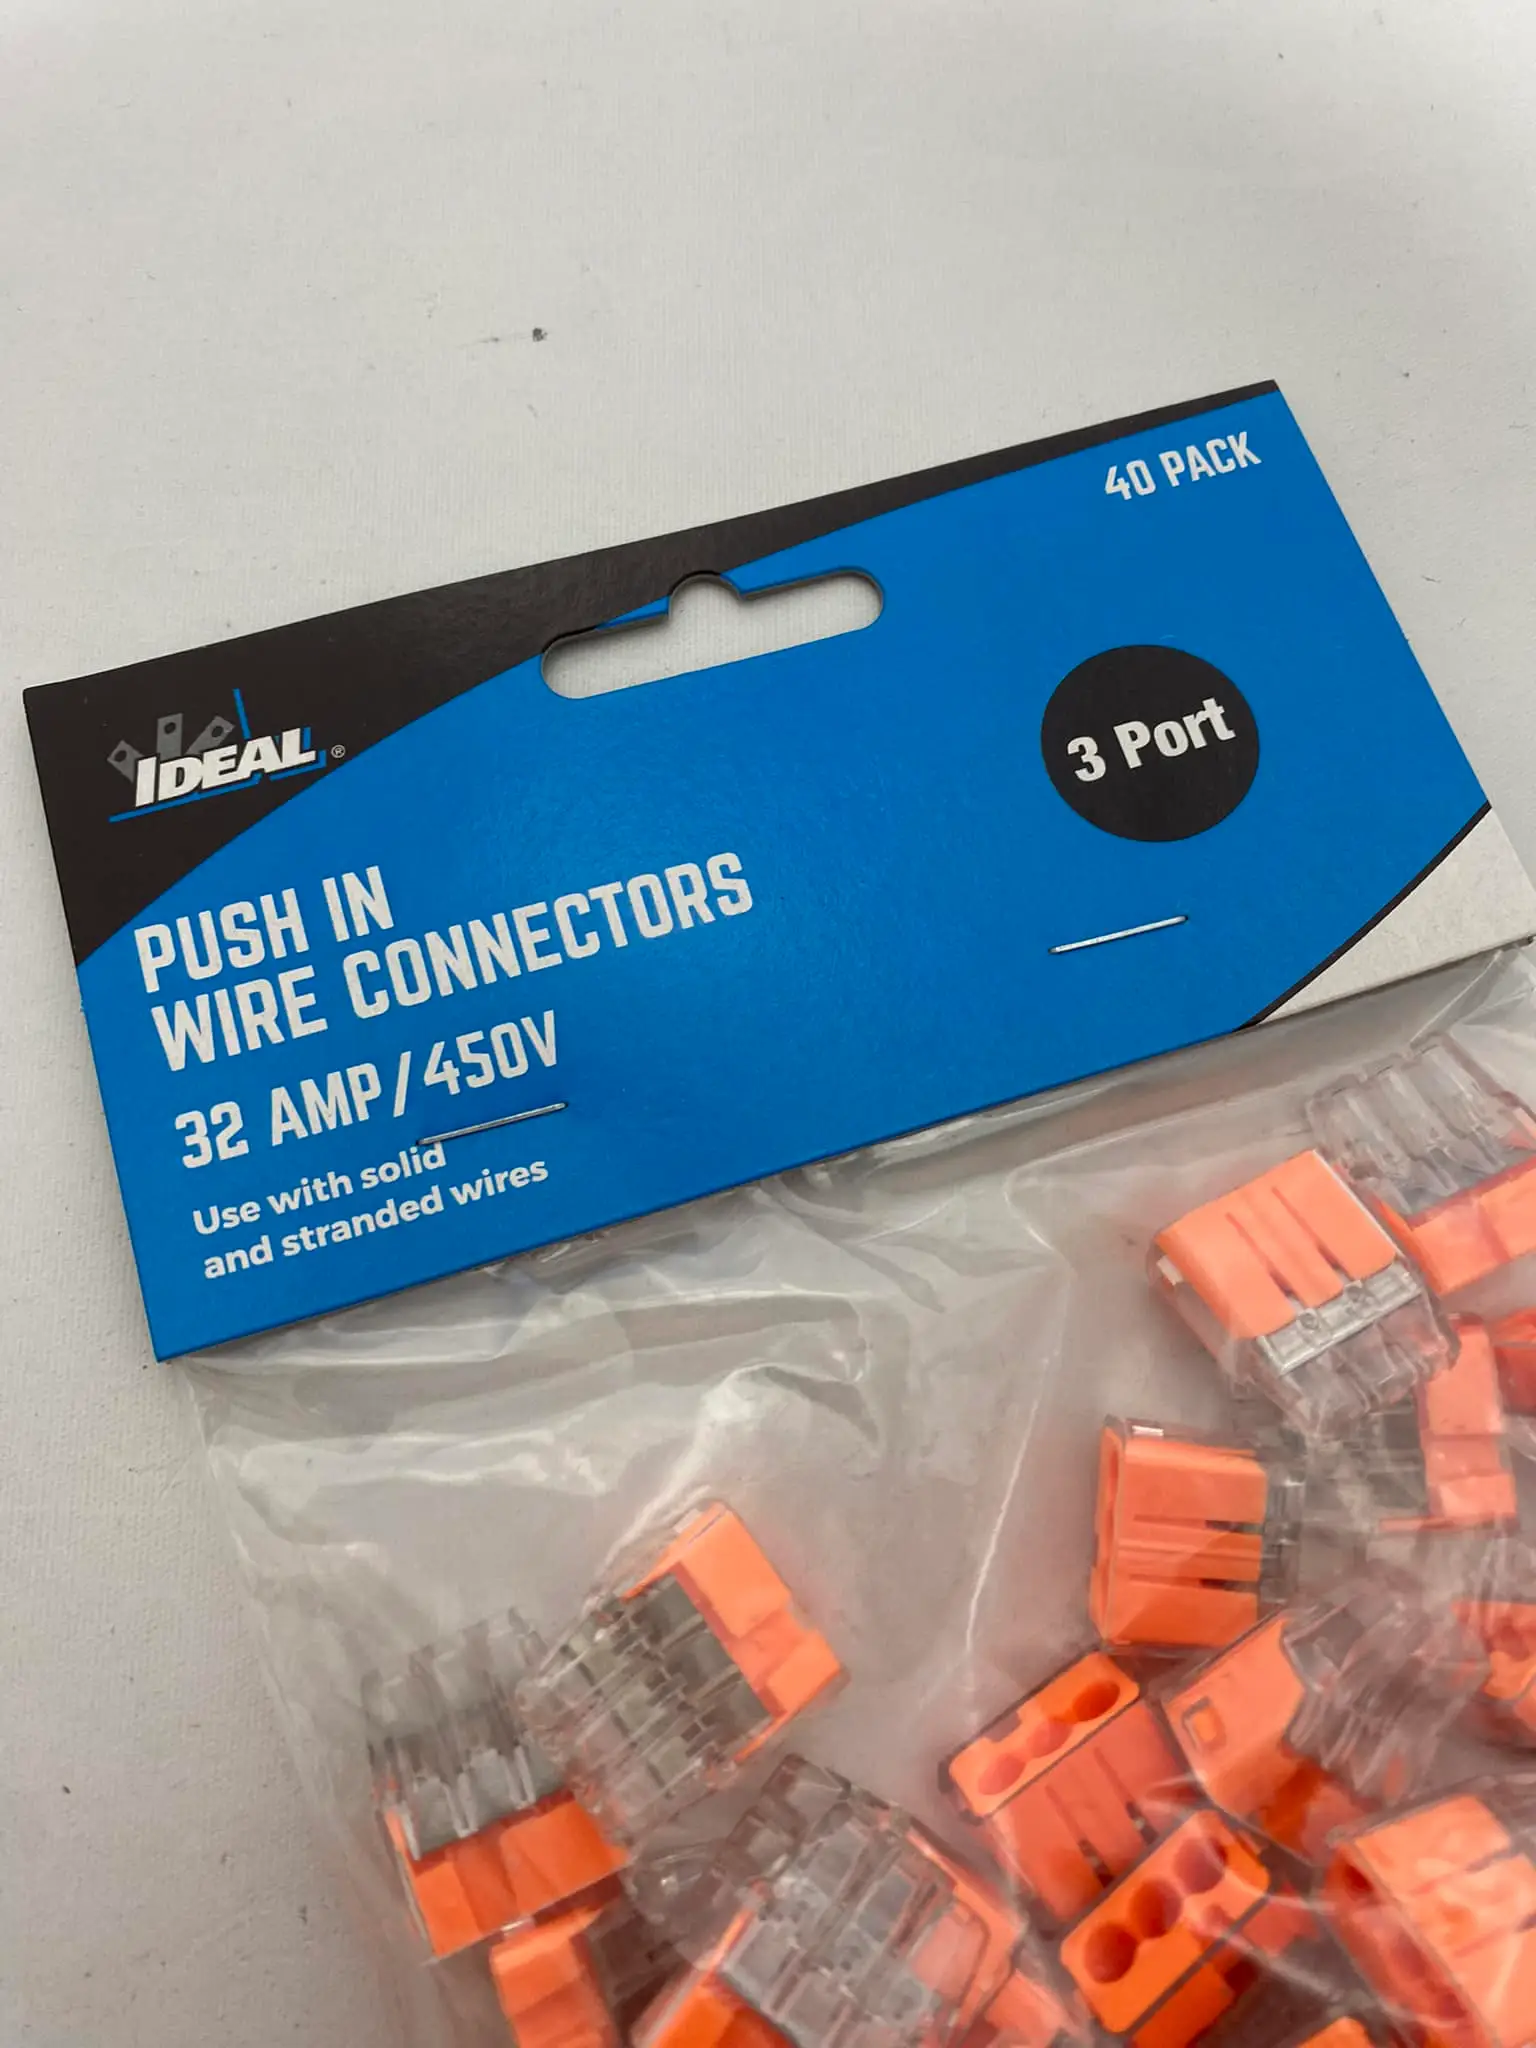 40 PACK
IDEAL®
3 Port
PUSH IN
WIRE CONNECTORS
32 AMP/450V
Use with solid
and stranded wires